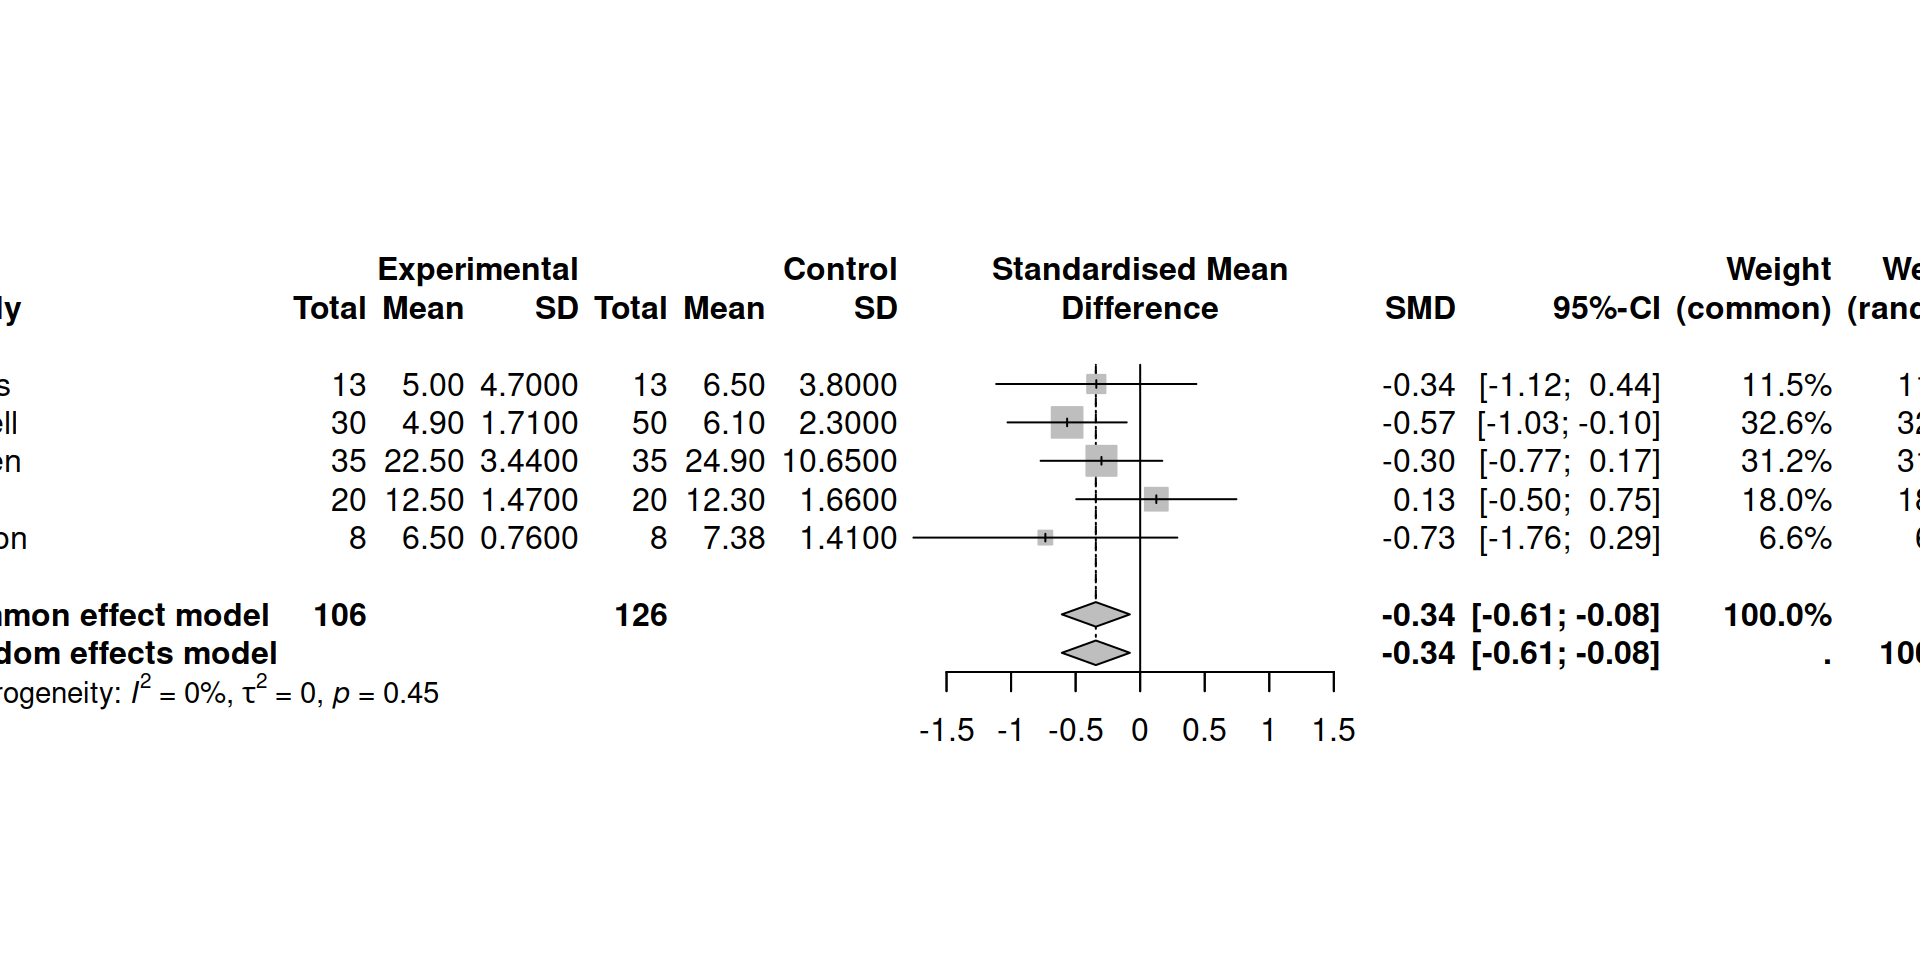 Experimental Control Standardised Mean Weight We
ly Total Mean SD Total Mean SD Difference SMD 95%-CI (common) (rand
s 13 5.00 4.7000 13 6.50 3.8000 -0.34 [-1.12; 0.44] 11.5% 1
ell 30 4.90 1.7100 50 6.10 2.3000 -0.57 [-1.03; -0.10] 32.6% 32
en 35 22.50 3.4400 35 24.90 10.6500 -0.30 [-0.77; 0.17] 31.2% 31
20 12.50 1.4700 20 12.30 1.6600 0.13 [-0.50; 0.75] 18.0% 18
on 8 6.50 0.7600 8 7.38 1.4100 -0.73 [-1.76; 0.29] 6.6% 6
mmon effect model 106 126 -0.34 [-0.61; -0.08] 100.0%
dom effects model -0.34 [-0.61; -0.08] . 100
rogeneity: I² = 0%, τ² = 0, p = 0.45
-1.5 -1 -0.5 0 0.5 1 1.5